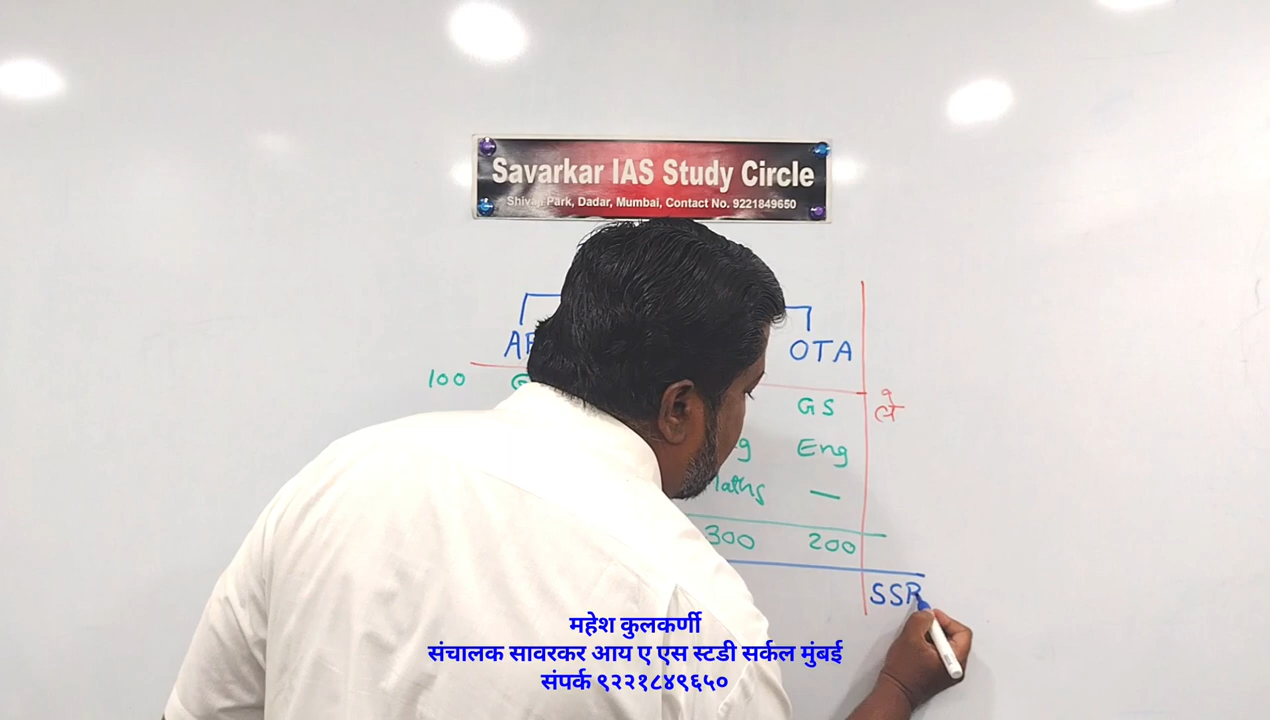 Savarkar IAS Study Circle
Shivaji Park, Dadar, Mumbai, Contact No. 9221849650
OTA
100 GS
ले
Eng
Maths —
300 200
SSR
महेश कुलकर्णी
संचालक सावरकर आय ए एस स्टडी सर्कल मुंबई
संपर्क ९२२१८४९६५०